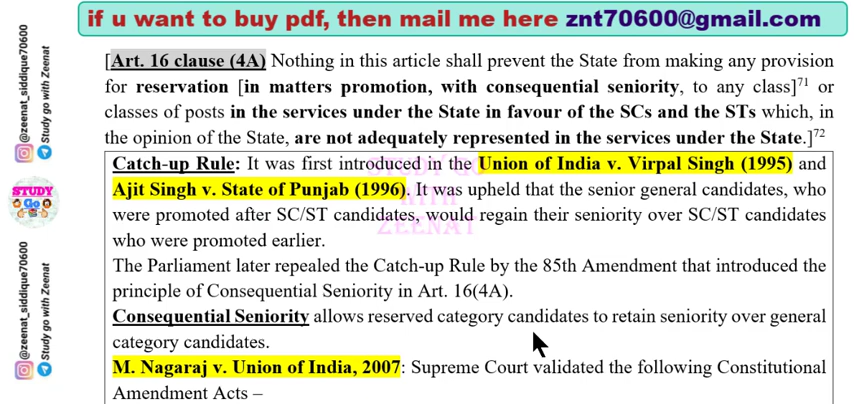 if u want to buy pdf, then mail me here znt70600@gmail.com
[Art. 16 clause (4A) Nothing in this article shall prevent the State from making any provision
for reservation [in matters promotion, with consequential seniority, to any class]71 or
classes of posts in the services under the State in favour of the SCs and the STs which, in
the opinion of the State, are not adequately represented in the services under the State.]72
Catch-up Rule: It was first introduced in the Union of India v. Virpal Singh (1995) and
Ajit Singh v. State of Punjab (1996). It was upheld that the senior general candidates, who
were promoted after SC/ST candidates, would regain their seniority over SC/ST candidates
who were promoted earlier.
The Parliament later repealed the Catch-up Rule by the 85th Amendment that introduced the
principle of Consequential Seniority in Art. 16(4A).
Consequential Seniority allows reserved category candidates to retain seniority over general
category candidates.
M. Nagaraj v. Union of India, 2007: Supreme Court validated the following Constitutional
Amendment Acts –
@zeenat_siddique70600
Study go with Zeenat
STUDY
Go
@zeenat_siddique70600
Study go with Zeenat
STUDY GO
WITH
ZEENAT